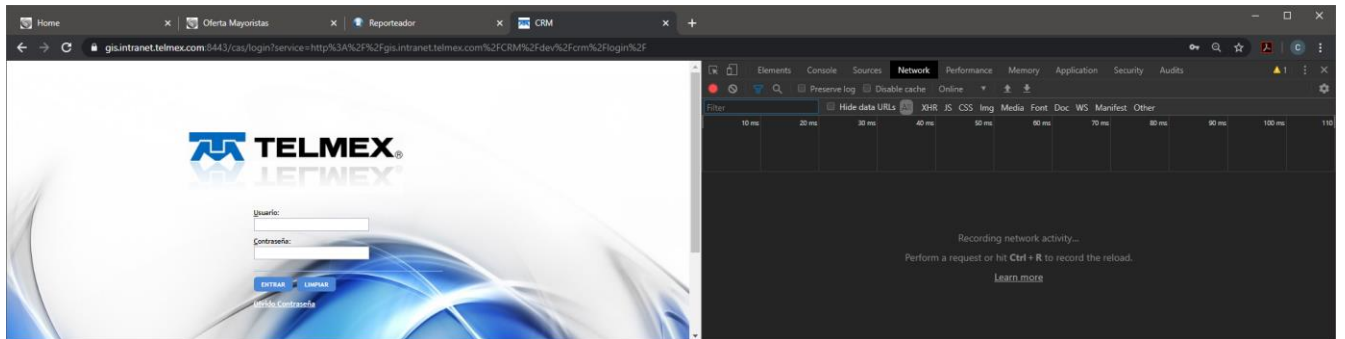 Home
Oferta Mayoristas
Reporteador
CRM
gis.intranet.telmex.com:8443/cas/login?service=http%3A%2F%2Fgis.intranet.telmex.com%2FCRM%2Fdev%2Fcrm%2Flogin%2F
C
Elements Console Sources Network Performance Memory Application Security Audits
1
Preserve log Disable cache Online
Filter Hide data URLs All XHR JS CSS Img Media Font Doc WS Manifest Other
10 ms 20 ms 30 ms 40 ms 50 ms 60 ms 70 ms 80 ms 90 ms 100 ms 110
TELMEX®
Usuario:
Contraseña:
ENTRAR LIMPIAR
Olvido Contraseña
Recording network activity...
Perform a request or hit Ctrl + R to record the reload.
Learn more